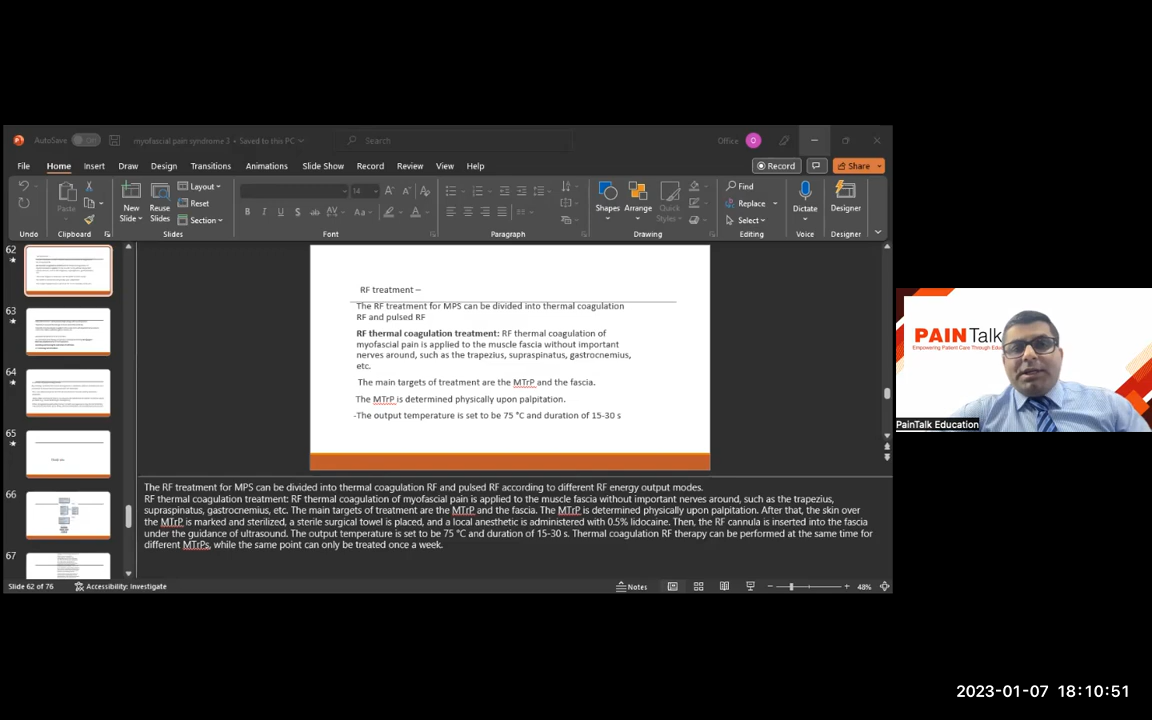 AutoSave Off myofascial pain syndrome 3 • Saved to this PC Search Office
File Home Insert Draw Design Transitions Animations Slide Show Record Review View Help Record Share
Layout
Reset
Section
Paste New Slide Reuse Slides
14
Shapes Arrange Quick Styles
Find
Replace
Select
Dictate Designer
Undo Clipboard Slides Font Paragraph Drawing Editing Voice Designer
62
63
64
65
66
67
RF treatment –
The RF treatment for MPS can be divided into thermal coagulation
RF and pulsed RF
RF thermal coagulation treatment: RF thermal coagulation of
myofascial pain is applied to the muscle fascia without important
nerves around, such as the trapezius, supraspinatus, gastrocnemius,
etc.
The main targets of treatment are the MTrP and the fascia.
The MTrP is determined physically upon palpitation.
-The output temperature is set to be 75 °C and duration of 15-30 s
The RF treatment for MPS can be divided into thermal coagulation RF and pulsed RF according to different RF energy output modes.
RF thermal coagulation treatment: RF thermal coagulation of myofascial pain is applied to the muscle fascia without important nerves around, such as the trapezius,
supraspinatus, gastrocnemius, etc. The main targets of treatment are the MTrP and the fascia. The MTrP is determined physically upon palpitation. After that, the skin over
the MTrP is marked and sterilized, a sterile surgical towel is placed, and a local anesthetic is administered with 0.5% lidocaine. Then, the RF cannula is inserted into the fascia
under the guidance of ultrasound. The output temperature is set to be 75 °C and duration of 15-30 s. Thermal coagulation RF therapy can be performed at the same time for
different MTrPs, while the same point can only be treated once a week.
Slide 62 of 76 Accessibility: Investigate Notes 48%
PAIN Talk
Empowering Patient Care Through
PainTalk Education
2023-01-07 18:10:51